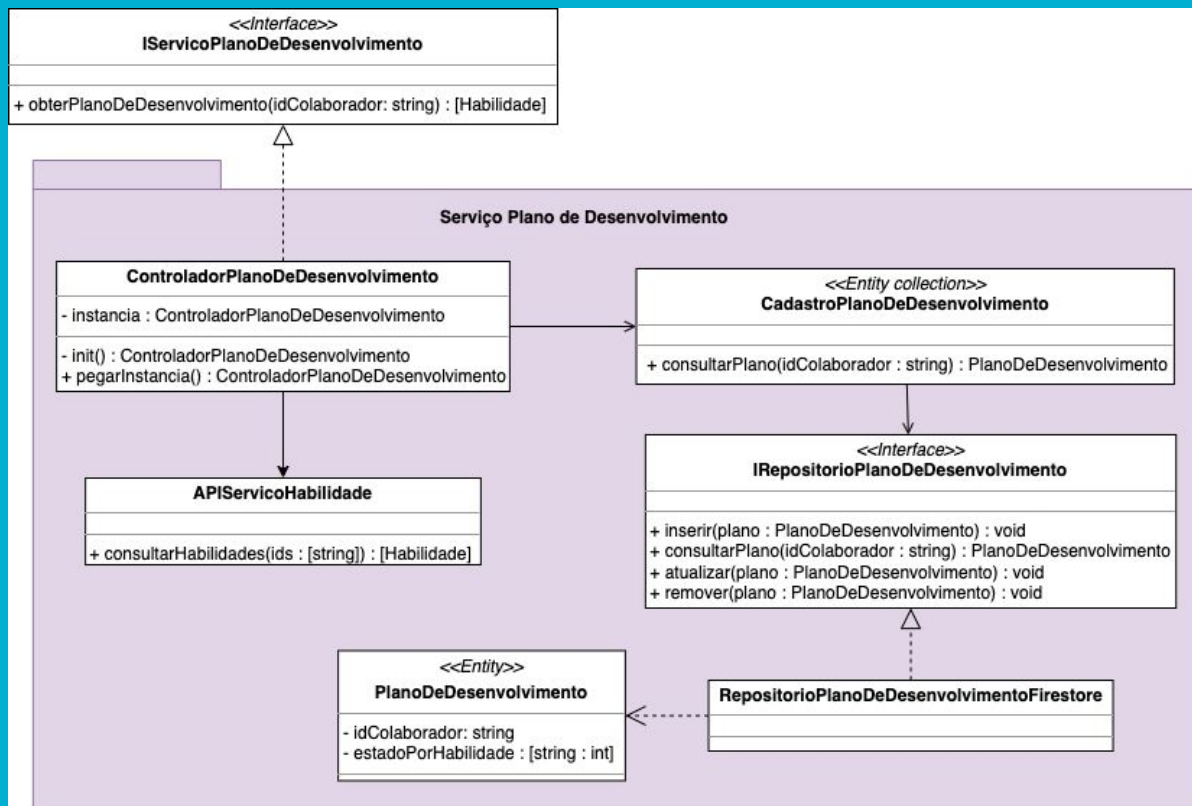 <<Interface>>
IServicoPlanoDeDesenvolvimento
+ obterPlanoDeDesenvolvimento(idColaborador: string) : [Habilidade]
Serviço Plano de Desenvolvimento
ControladorPlanoDeDesenvolvimento
- instancia : ControladorPlanoDeDesenvolvimento
- init() : ControladorPlanoDeDesenvolvimento
+ pegarInstancia() : ControladorPlanoDeDesenvolvimento
<<Entity collection>>
CadastroPlanoDeDesenvolvimento
+ consultarPlano(idColaborador : string) : PlanoDeDesenvolvimento
APIServicoHabilidade
+ consultarHabilidades(ids : [string]) : [Habilidade]
<<Interface>>
IRepositorioPlanoDeDesenvolvimento
+ inserir(plano : PlanoDeDesenvolvimento) : void
+ consultarPlano(idColaborador : string) : PlanoDeDesenvolvimento
+ atualizar(plano : PlanoDeDesenvolvimento) : void
+ remover(plano : PlanoDeDesenvolvimento) : void
<<Entity>>
PlanoDeDesenvolvimento
- idColaborador: string
- estadoPorHabilidade : [string : int]
RepositorioPlanoDeDesenvolvimentoFirestore